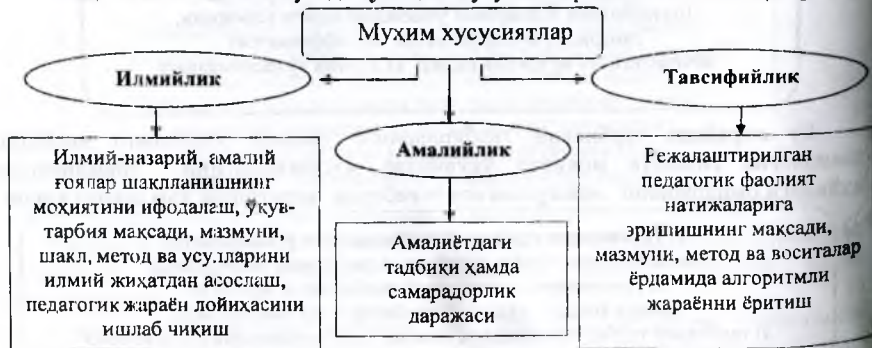 Муҳим хусусиятлар
Илмийлик
Тавсифийлик
Амалийлик
Илмий-назарий, амалий
ғоялар шаклланишнинг
моҳиятини ифодалаш, ўқув-
тарбия мақсади, мазмуни,
шакл, метод ва усулларини
илмий жиҳатдан асослаш,
педагогик жараён лойиҳасини
ишлаб чиқиш
Амалиётдаги
тадбиқи ҳамда
самарадорлик
даражаси
Режалаштирилган
педагогик фаолият
натижаларига
эришишнинг мақсади,
мазмуни, метод ва воситалар
ёрдамида алгоритмли
жараённи ёритиш